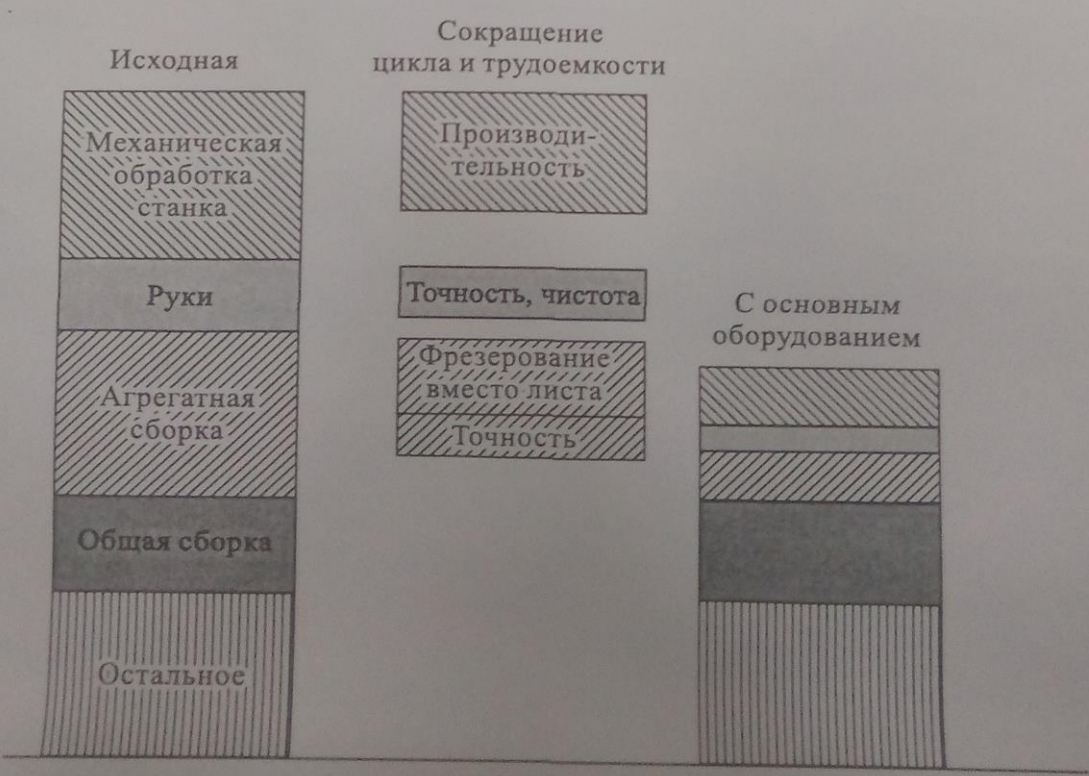 Исходная
Механическая
обработка
станка
Руки
Агрегатная
сборка
Общая сборка
Остальное
Сокращение
цикла и трудоемкости
Производи-
тельность
Точность, чистота
Фрезерование
вместо листа
Точность
С основным
оборудованием